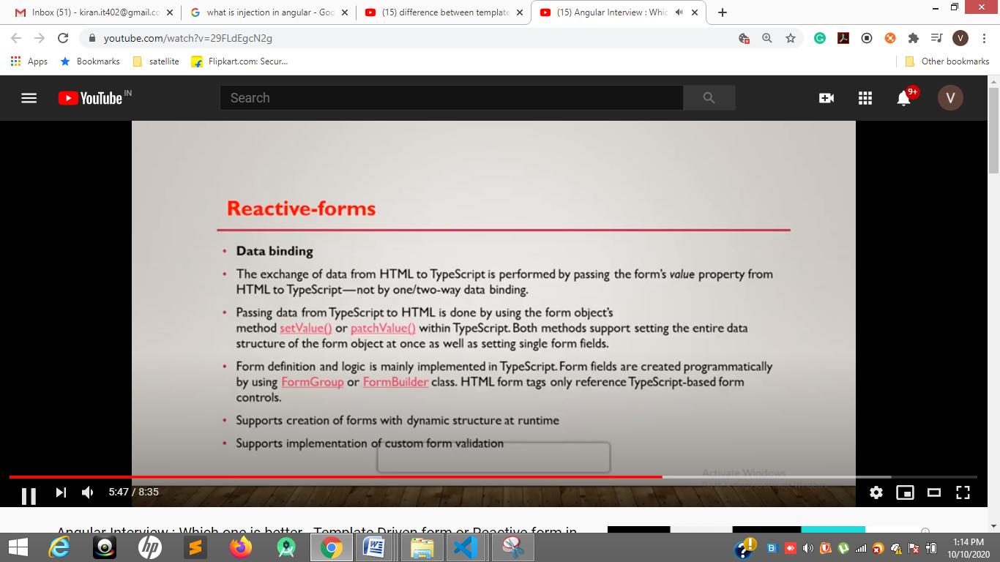 Inbox (51) - kiran.it402@gmail.co
what is injection in angular - Goo
(15) difference between template
(15) Angular Interview : Whic
youtube.com/watch?v=29FLdEgcN2g
V
Apps
Bookmarks
satellite
Flipkart.com: Secur...
Other bookmarks
YouTube IN
Search
9+
V
Reactive-forms
• Data binding
• The exchange of data from HTML to TypeScript is performed by passing the form's value property from
HTML to TypeScript—not by one/two-way data binding.
• Passing data from TypeScript to HTML is done by using the form object's
method setValue() or patchValue() within TypeScript. Both methods support setting the entire data
structure of the form object at once as well as setting single form fields.
• Form definition and logic is mainly implemented in TypeScript. Form fields are created programmatically
by using FormGroup or FormBuilder class. HTML form tags only reference TypeScript-based form
controls.
• Supports creation of forms with dynamic structure at runtime
• Supports implementation of custom form validation
Activate Windows
5:47 / 8:35
Angular Interview : Which one is better - Template Driven form or Reactive form in
hp
1:14 PM
10/10/2020